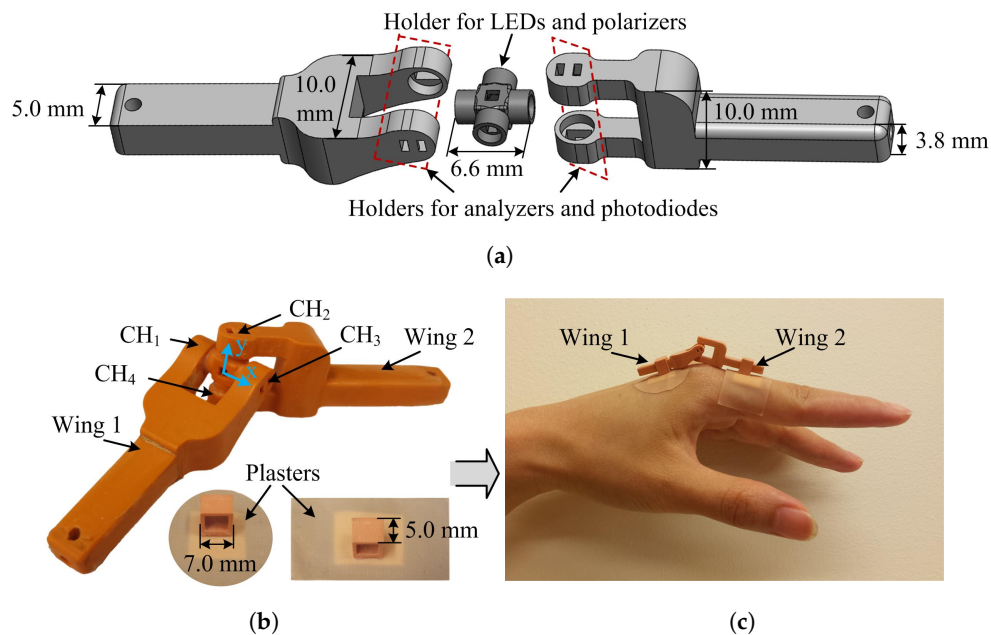 Holder for LEDs and polarizers
5.0 mm
10.0
mm
6.6 mm
10.0 mm
3.8 mm
Holders for analyzers and photodiodes
(a)
CH₁
CH₂
CH₃
CH₄
y
x
Wing 1
Wing 2
Plasters
7.0 mm
5.0 mm
(b)
Wing 1
Wing 2
(c)